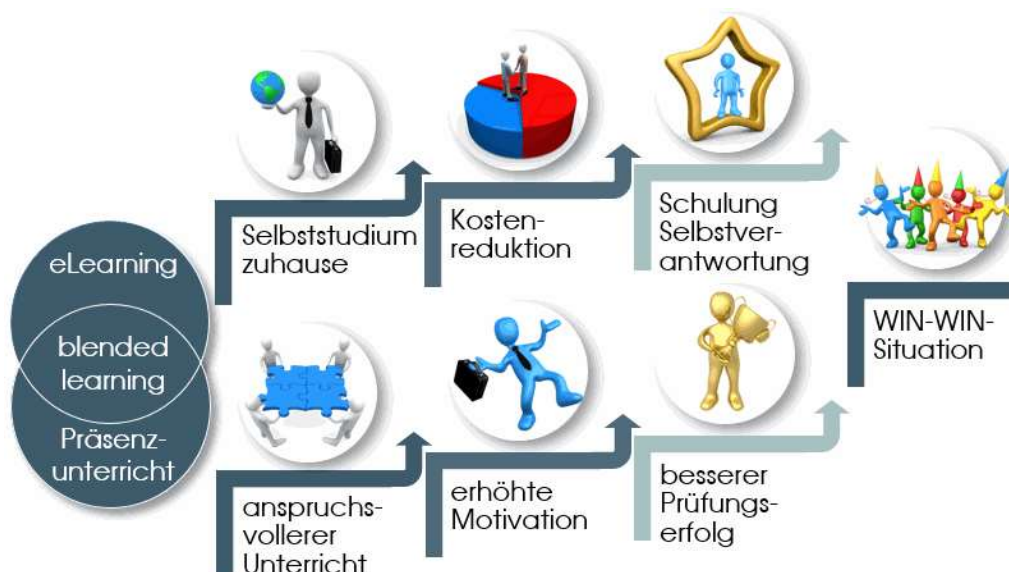 eLearning
blended
learning
Präsenz-
unterricht
Selbststudium
zuhause
Kosten-
reduktion
Schulung
Selbstver-
antwortung
anspruchs-
vollerer
Unterricht
erhöhte
Motivation
besserer
Prüfungs-
erfolg
WIN-WIN-
Situation